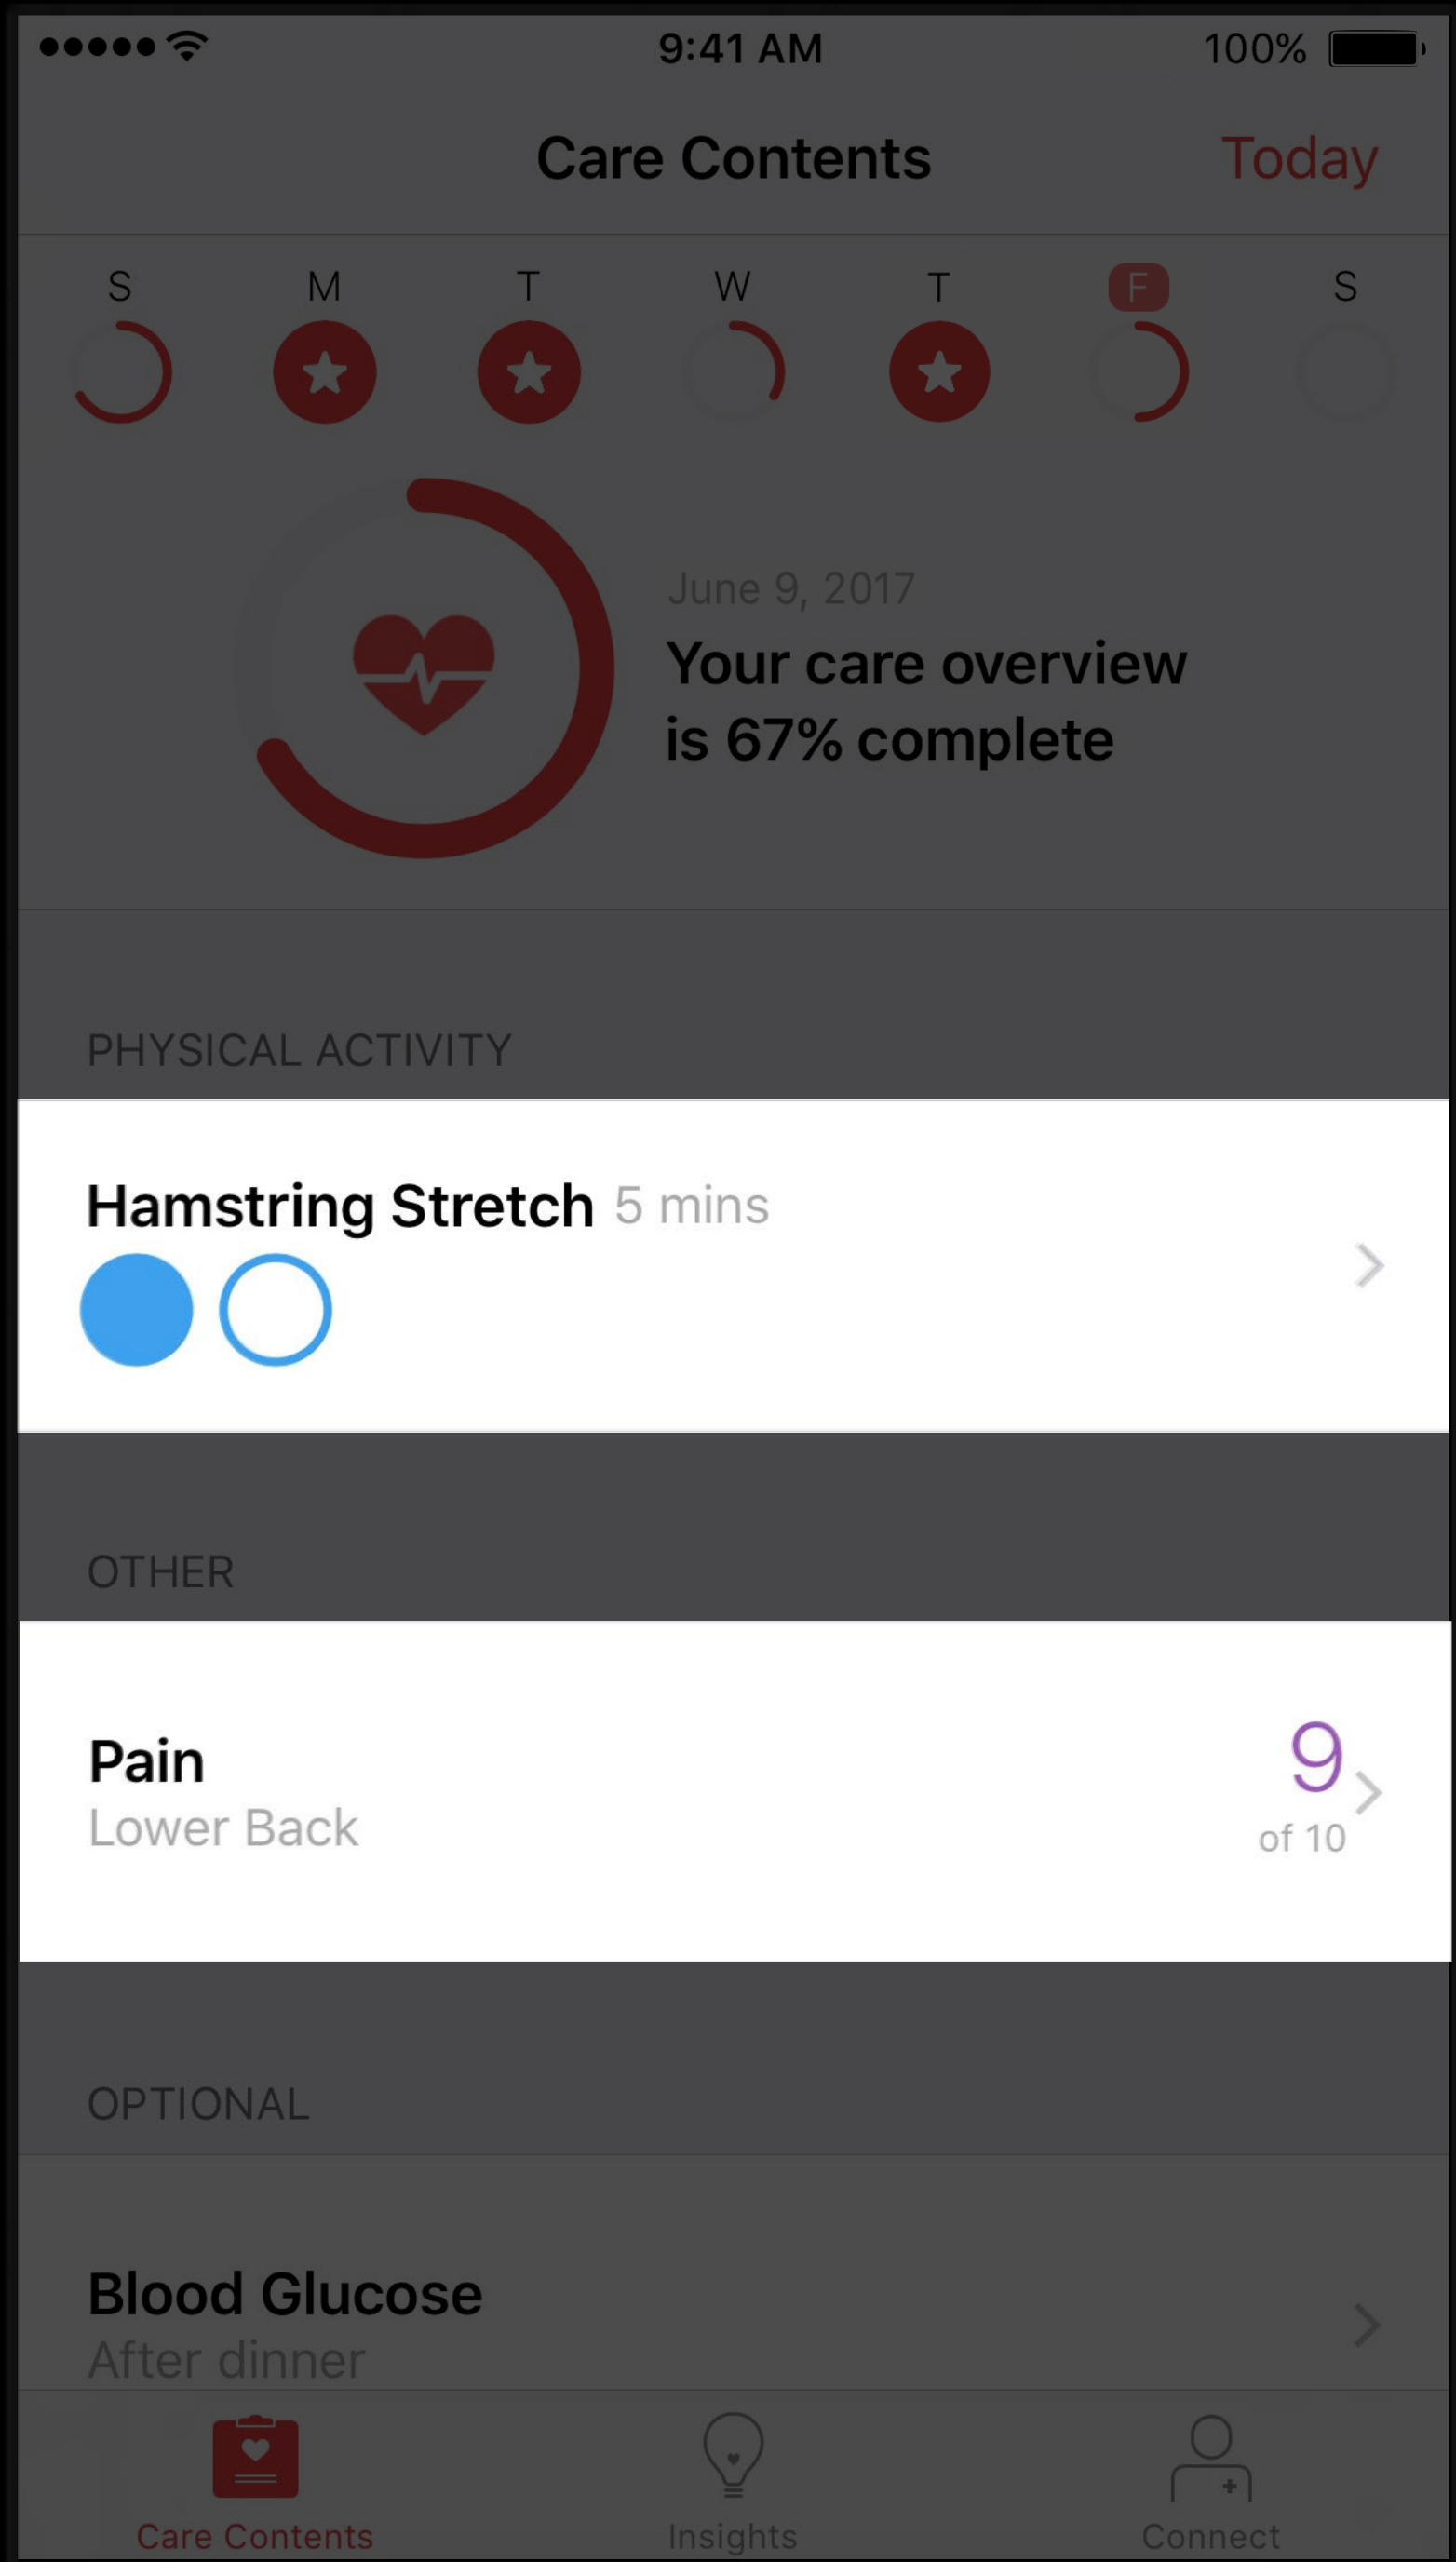 9:41 AM 100%
Care Contents Today
S M T W T F S
June 9, 2017
Your care overview
is 67% complete
PHYSICAL ACTIVITY
Hamstring Stretch 5 mins
OTHER
Pain
Lower Back
9
of 10
OPTIONAL
Blood Glucose
After dinner
Care Contents Insights Connect